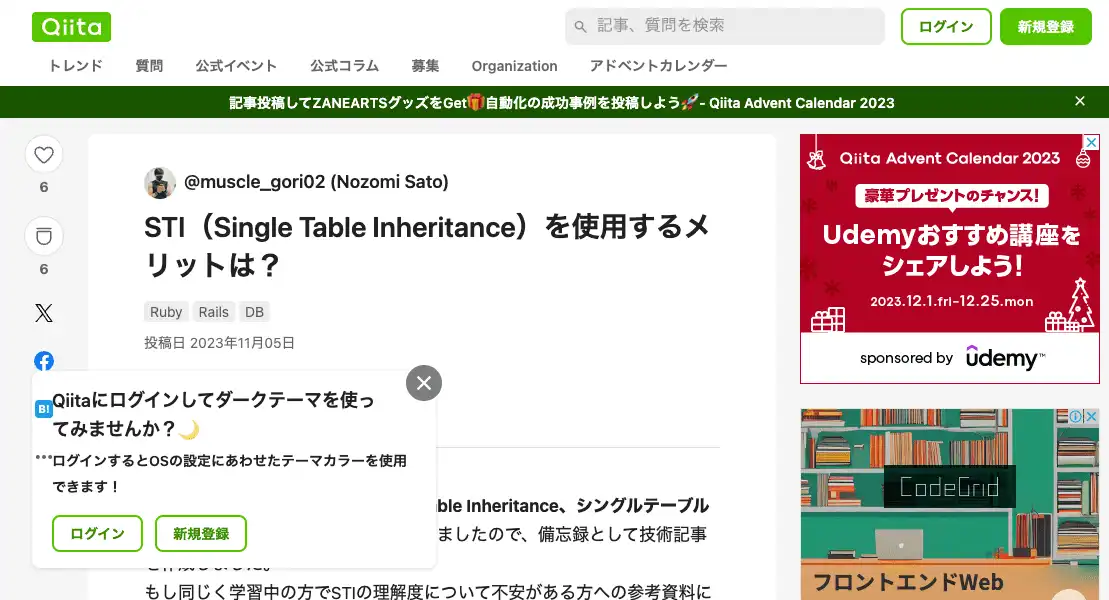 Qiita
記事、質問を検索
ログイン
新規登録
トレンド
質問
公式イベント
公式コラム
募集
Organization
アドベントカレンダー
記事投稿してZANEARTSグッズをGet🎁自動化の成功事例を投稿しよう🚀- Qiita Advent Calendar 2023
6
6
@muscle_gori02 (Nozomi Sato)
STI（Single Table Inheritance）を使用するメ
リットは？
Ruby
Rails
DB
投稿日 2023年11月05日
B!
Qiitaにログインしてダークテーマを使っ
てみませんか？🌙
ログインするとOSの設定にあわせたテーマカラーを使用
できます！
ログイン
新規登録
ble Inheritance、シングルテーブル
ましたので、備忘録として技術記事
もし同じく学習中の方でSTIの理解度について不安がある方への参考資料に
Qiita Advent Calendar 2023
豪華プレゼントのチャンス！
Udemyおすすめ講座を
シェアしよう！
2023.12.1.fri-12.25.mon
sponsored by udemy™
CodeGrid
フロントエンドWeb